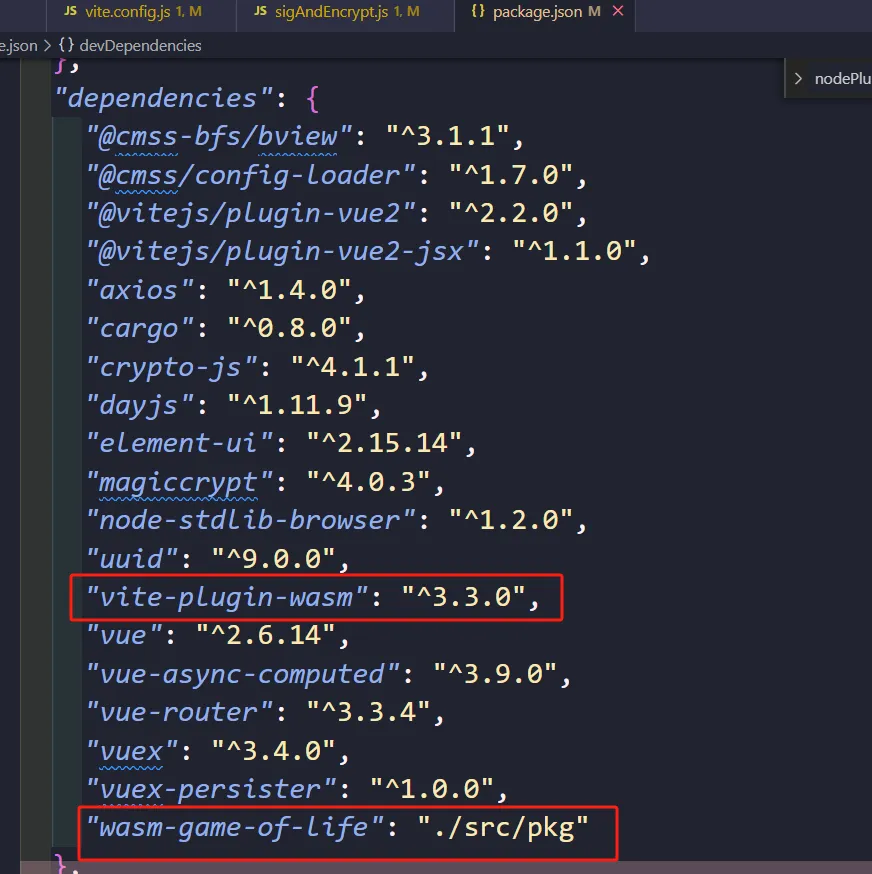 JS vite.config.js 1, M JS sigAndEncrypt.js 1, M {} package.json M ×
e.json > {} devDependencies
},
> nodePlu
"dependencies": {
"@cmss-bfs/bview": "^3.1.1",
"@cmss/config-loader": "^1.7.0",
"@vitejs/plugin-vue2": "^2.2.0",
"@vitejs/plugin-vue2-jsx": "^1.1.0",
"axios": "^1.4.0",
"cargo": "^0.8.0",
"crypto-js": "^4.1.1",
"dayjs": "^1.11.9",
"element-ui": "^2.15.14",
"magiccrypt": "^4.0.3",
"node-stdlib-browser": "^1.2.0",
"uuid": "^9.0.0",
"vite-plugin-wasm": "^3.3.0",
"vue": "^2.6.14",
"vue-async-computed": "^3.9.0",
"vue-router": "^3.3.4",
"vuex": "^3.4.0",
"vuex-persister": "^1.0.0",
"wasm-game-of-life": "./src/pkg"
},